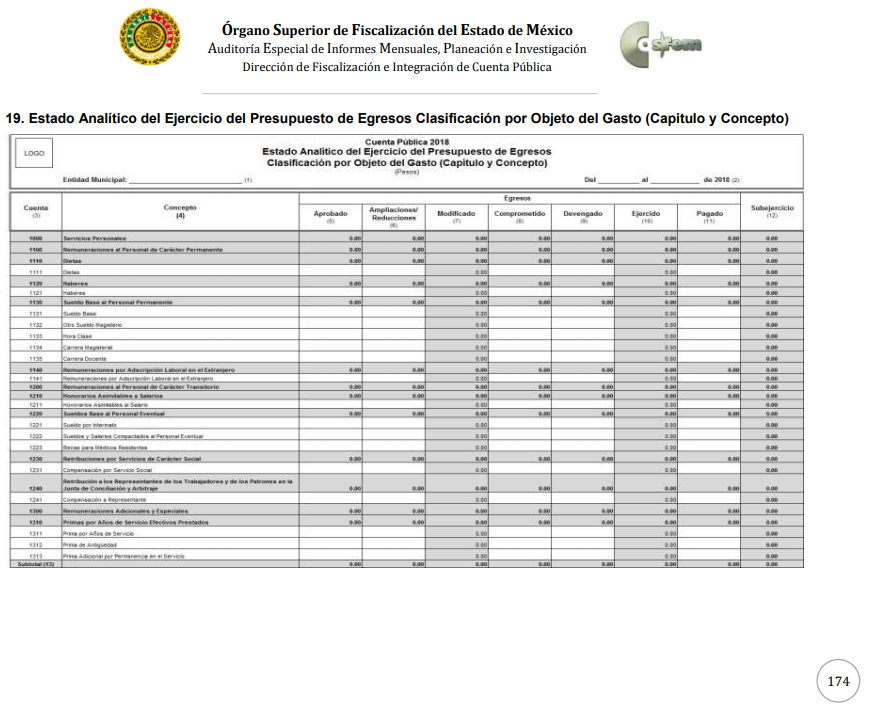 Órgano Superior de Fiscalización del Estado de México
Auditoría Especial de Informes Mensuales, Planeación e Investigación
Dirección de Fiscalización e Integración de Cuenta Pública
osfem
19. Estado Analítico del Ejercicio del Presupuesto de Egresos Clasificación por Objeto del Gasto (Capitulo y Concepto)
LOGO
Cuenta Pública 2018
Estado Analítico del Ejercicio del Presupuesto de Egresos
Clasificación por Objeto del Gasto (Capitulo y Concepto)
(Pesos)
Entidad Municipal: ____________________ (1) Del ________ al __________ de 2018 (2)
Egresos
Cuenta (3) Concepto (4) Aprobado (5) Ampliaciones/ Reducciones (6) Modificado (7) Comprometido (8) Devengado (9) Ejercido (10) Pagado (11) Subejercicio (12)
1000 Servicios Personales 0.00 0.00 0.00 0.00 0.00 0.00 0.00 0.00
1100 Remuneraciones al Personal de Carácter Permanente 0.00 0.00 0.00 0.00 0.00 0.00 0.00 0.00
1110 Dietas 0.00 0.00 0.00 0.00 0.00 0.00 0.00 0.00
1111 Dietas 0.00 0.00 0.00
1120 Haberes 0.00 0.00 0.00 0.00 0.00 0.00 0.00 0.00
1121 Haberes 0.00 0.00 0.00
1130 Sueldo Base al Personal Permanente 0.00 0.00 0.00 0.00 0.00 0.00 0.00 0.00
1131 Sueldo Base 0.00 0.00 0.00
1132 Otro Sueldo Magisterio 0.00 0.00 0.00
1133 Hora Clase 0.00 0.00 0.00
1134 Carrera Magisterial 0.00 0.00 0.00
1135 Carrera Docente 0.00 0.00 0.00
1140 Remuneraciones por Adscripción Laboral en el Extranjero 0.00 0.00 0.00 0.00 0.00 0.00 0.00 0.00
1141 Remuneraciones por Adscripción Laboral en el Extranjero 0.00 0.00 0.00
1200 Remuneraciones al Personal de Carácter Transitorio 0.00 0.00 0.00 0.00 0.00 0.00 0.00 0.00
1210 Honorarios Asimilables a Salarios 0.00 0.00 0.00 0.00 0.00 0.00 0.00 0.00
1211 Honorarios Asimilables al Salario 0.00 0.00 0.00
1220 Sueldos Base al Personal Eventual 0.00 0.00 0.00 0.00 0.00 0.00 0.00 0.00
1221 Sueldo por Interinato 0.00 0.00 0.00
1222 Sueldos y Salarios Compactados al Personal Eventual 0.00 0.00 0.00
1223 Becas para Médicos Residentes 0.00 0.00 0.00
1230 Retribuciones por Servicios de Carácter Social 0.00 0.00 0.00 0.00 0.00 0.00 0.00 0.00
1231 Compensación por Servicio Social 0.00 0.00 0.00
Retribución a los Representantes de los Trabajadores y de los Patrones en la
1240 Junta de Conciliación y Arbitraje 0.00 0.00 0.00 0.00 0.00 0.00 0.00 0.00
1241 Compensación a Representante 0.00 0.00 0.00
1300 Remuneraciones Adicionales y Especiales 0.00 0.00 0.00 0.00 0.00 0.00 0.00 0.00
1310 Primas por Años de Servicio Efectivos Prestados 0.00 0.00 0.00 0.00 0.00 0.00 0.00 0.00
1311 Prima por Años de Servicio 0.00 0.00 0.00
1312 Prima de Antigüedad 0.00 0.00 0.00
1313 Prima Adicional por Permanencia en el Servicio 0.00 0.00 0.00
Subtotal (13) 0.00 0.00 0.00 0.00 0.00 0.00 0.00 0.00
174